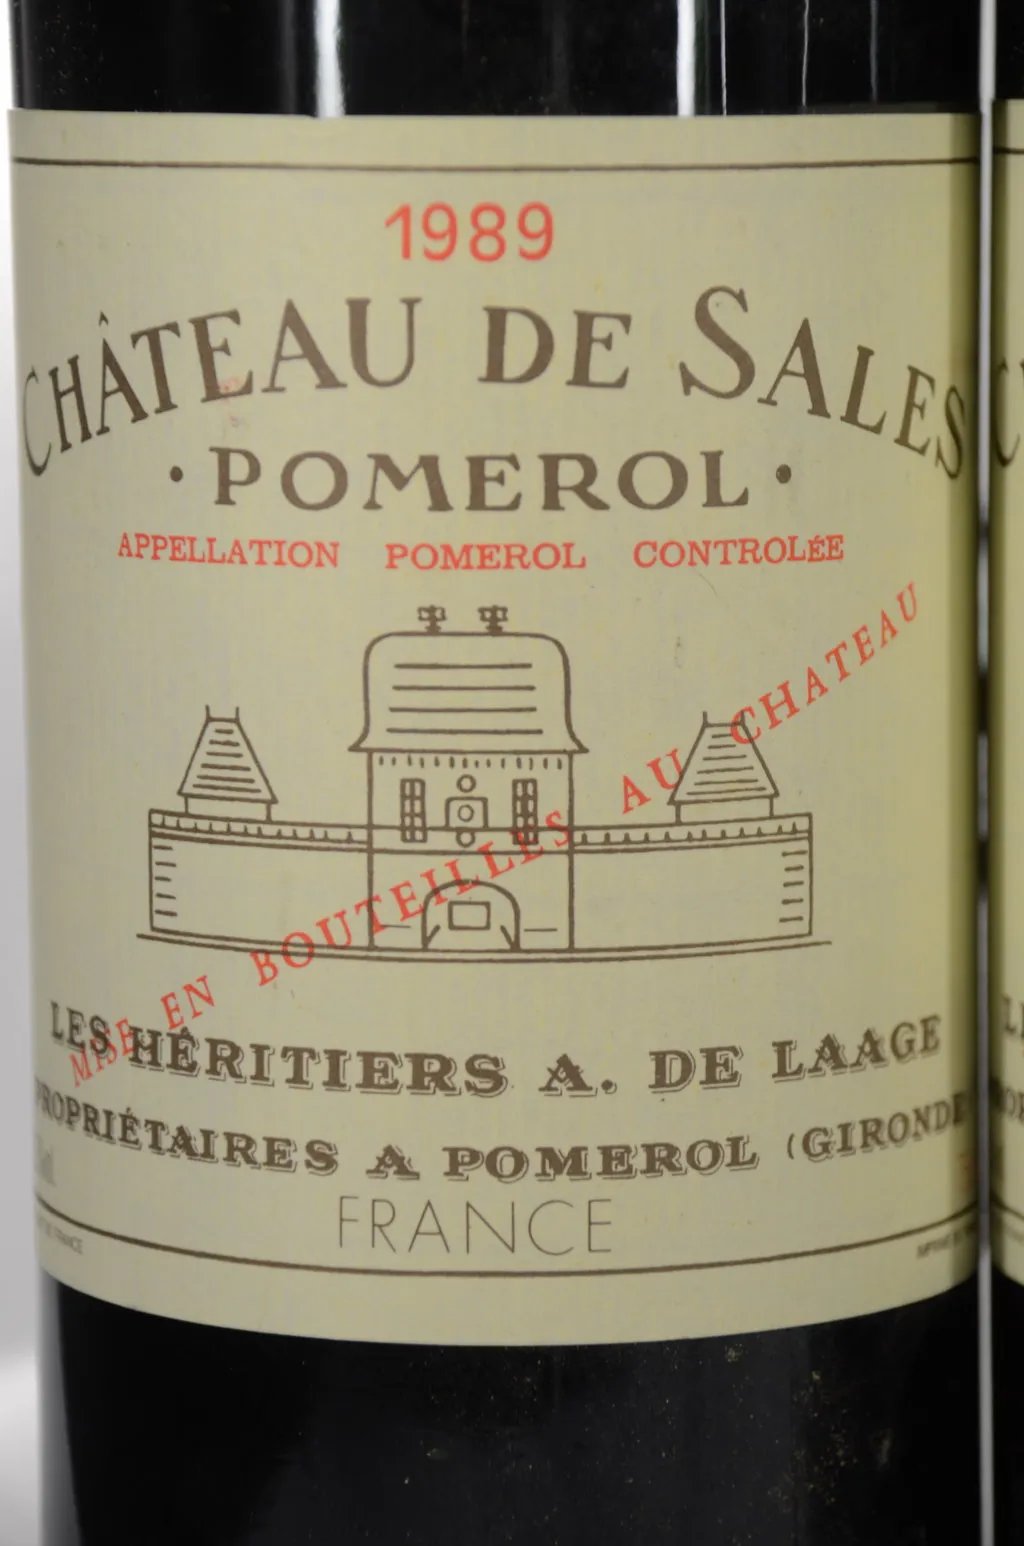 1989
CHÂTEAU DE SALES
· POMEROL ·
APPELLATION POMEROL CONTROLÉE
MISE EN BOUTEILLES AU CHATEAU
LES HÉRITIERS A. DE LAAGE
PROPRIÉTAIRES A POMEROL (GIRONDE
FRANCE